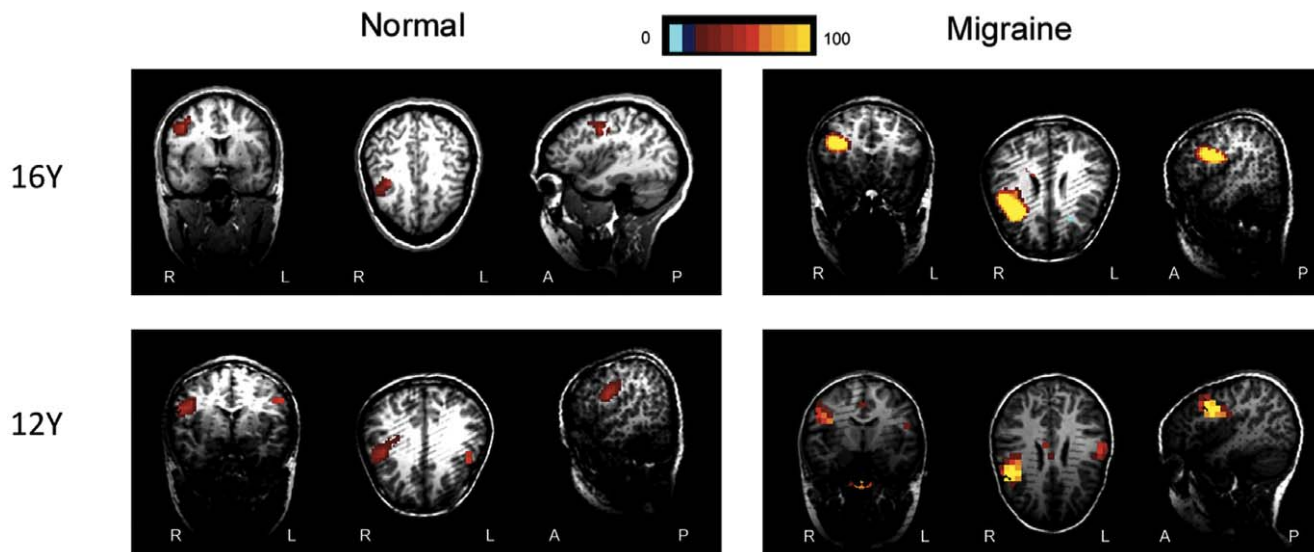 Normal
0 100
Migraine
16Y
R L R L A P
R L R L A P
12Y
R L R L A P
R L R L A P